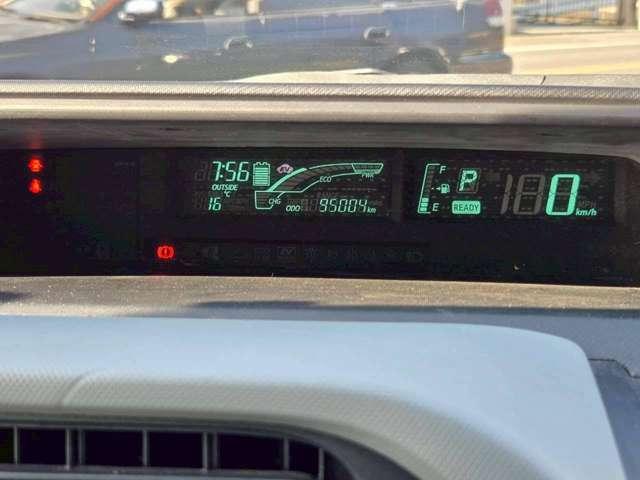 7:56
OUTSIDE
°C
16
ECO
PWR
CHG
ODO 95004 km
F
E
P
READY
0
km/h